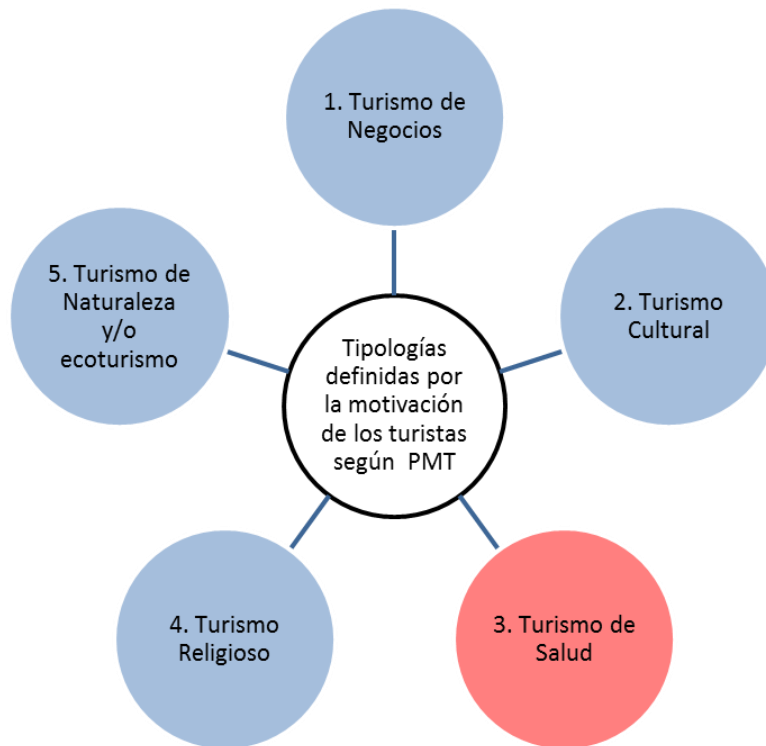 1. Turismo de
Negocios
2. Turismo
Cultural
3. Turismo de
Salud
4. Turismo
Religioso
5. Turismo de
Naturaleza
y/o
ecoturismo
Tipologías
definidas por
la motivación
de los turistas
según PMT